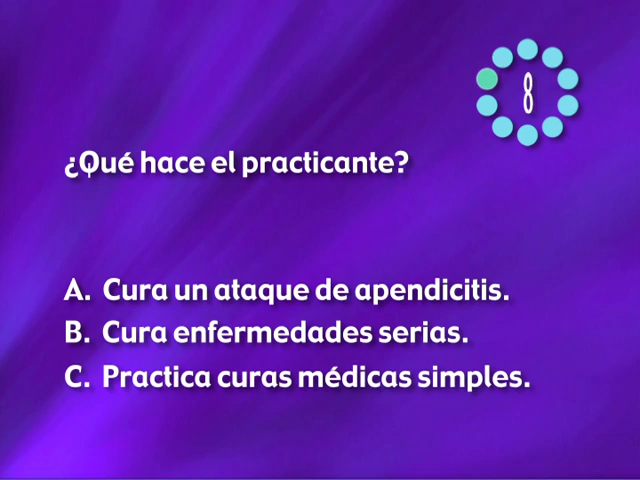 8
¿Qué hace el practicante?
A. Cura un ataque de apendicitis.
B. Cura enfermedades serias.
C. Practica curas médicas simples.